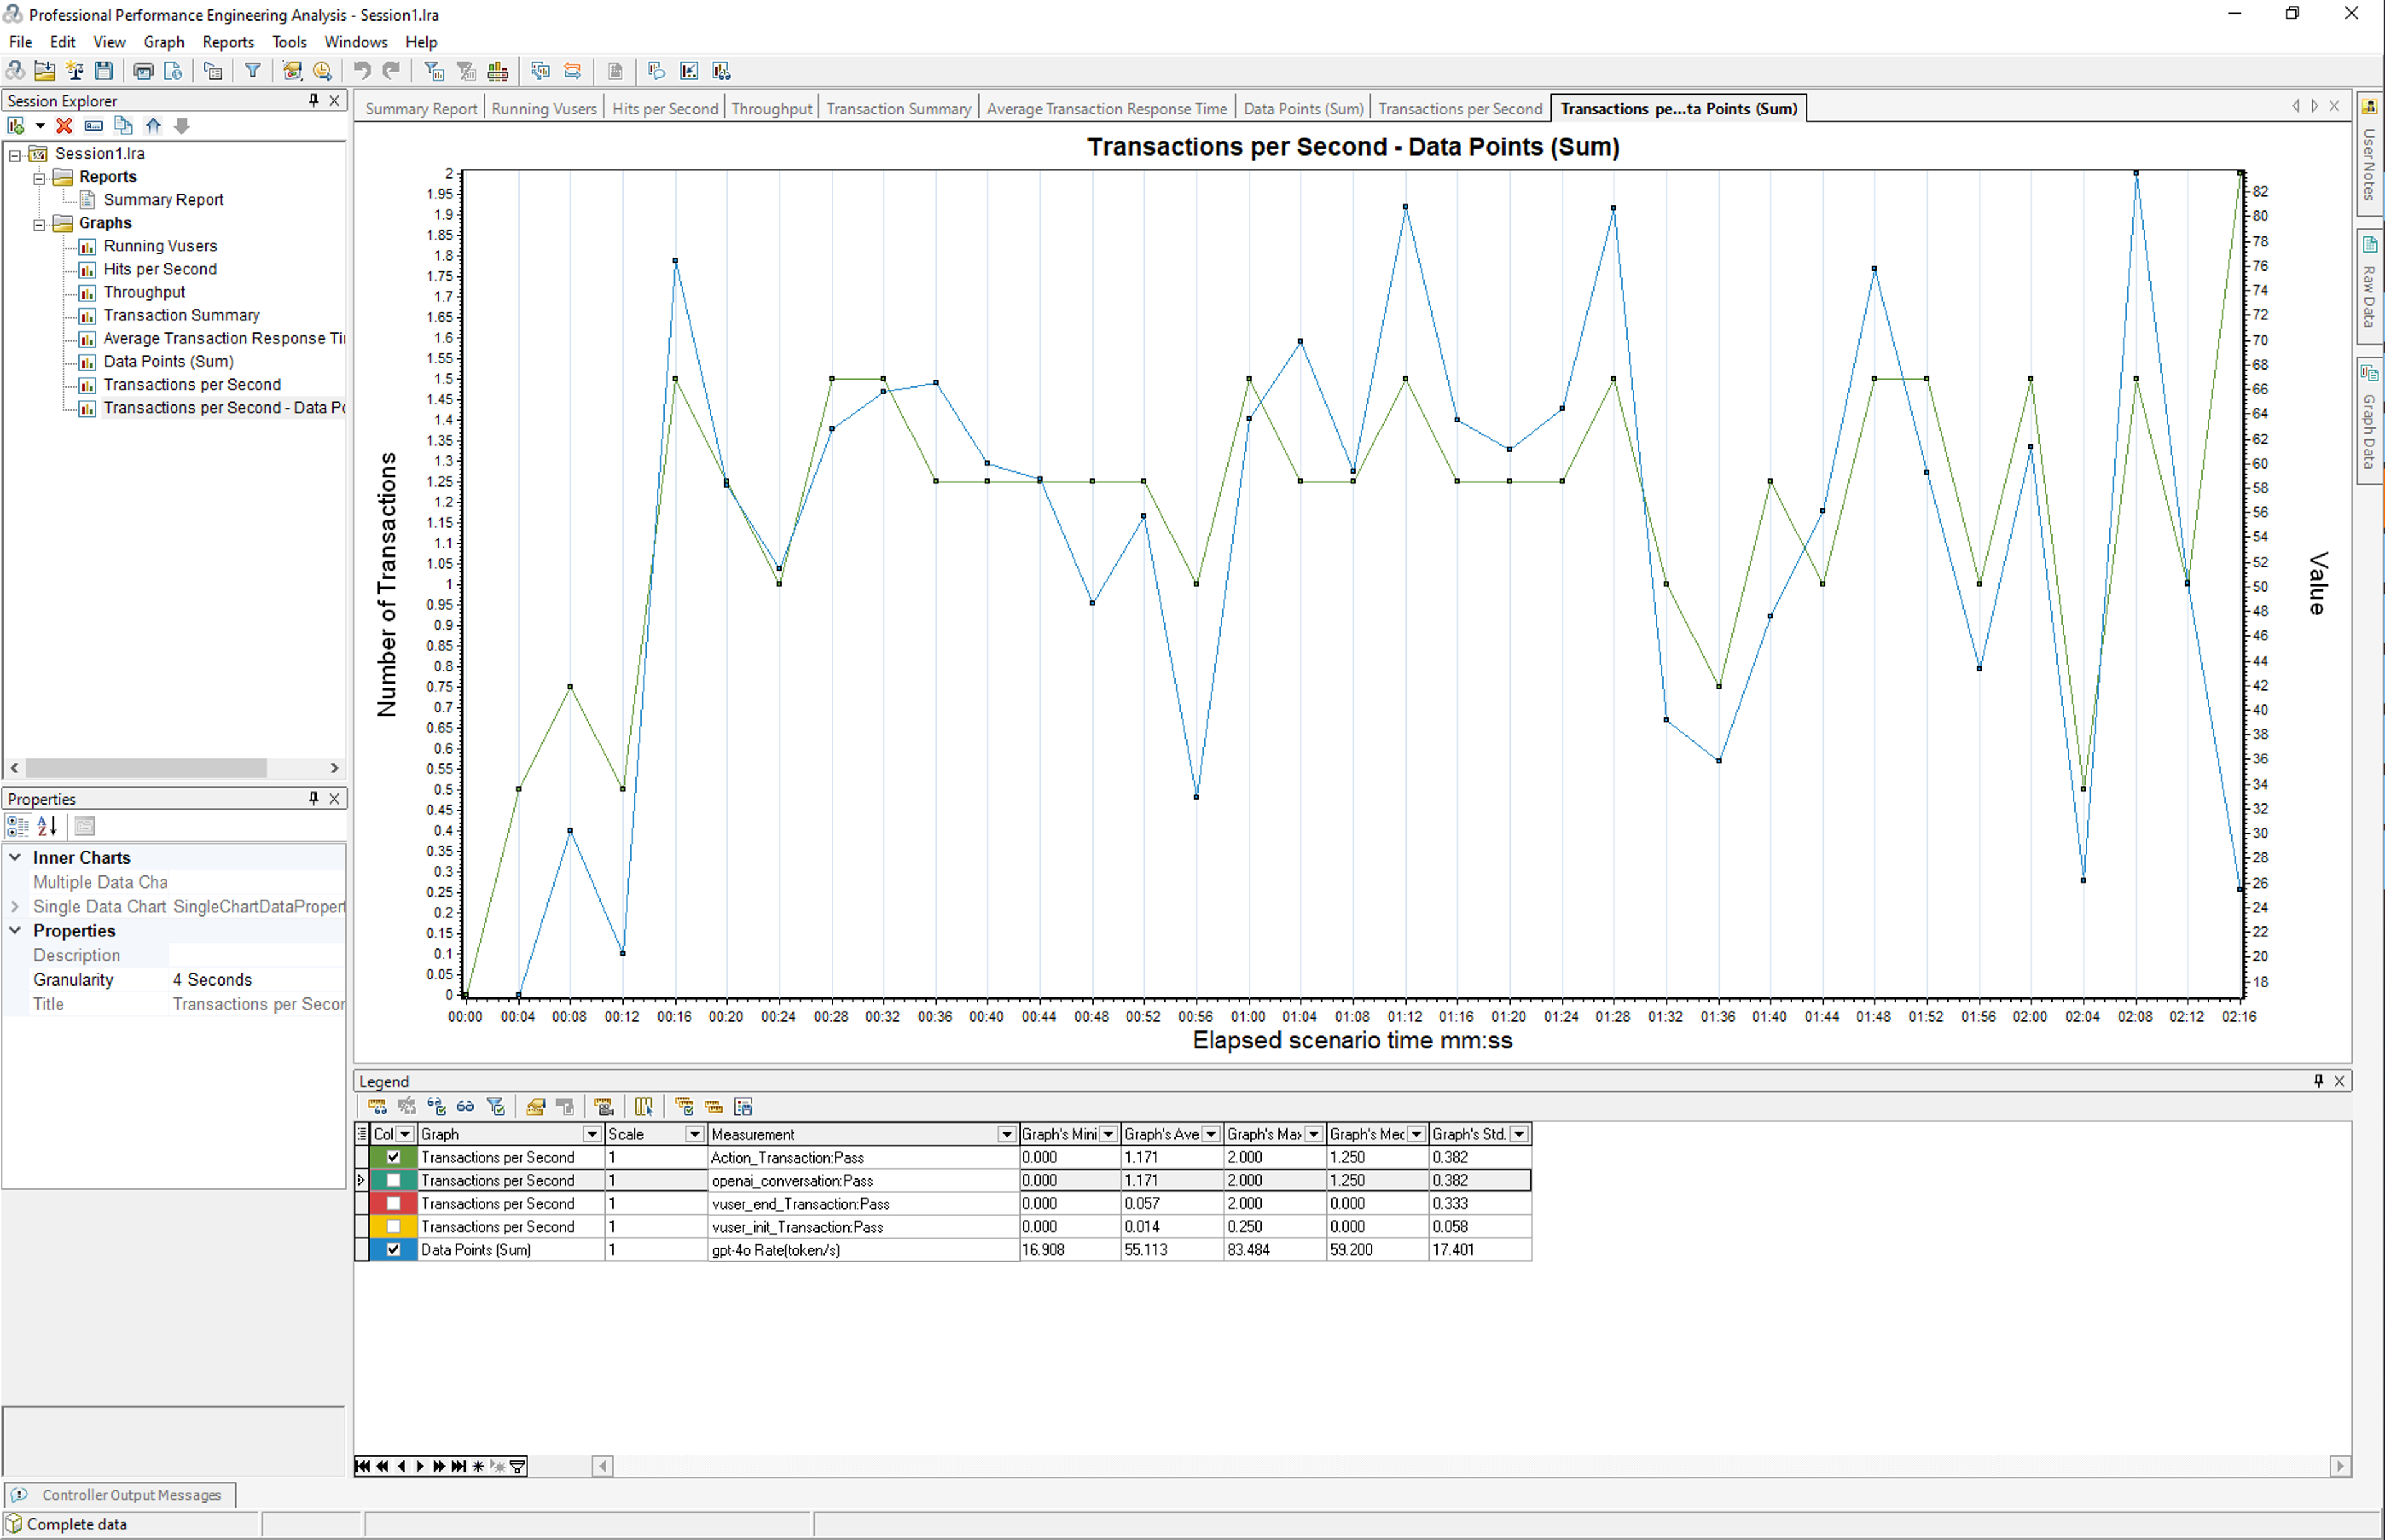 Professional Performance Engineering Analysis - Session1.lra
File Edit View Graph Reports Tools Windows Help
Session Explorer
Session1.lra
Reports
Summary Report
Graphs
Running Vusers
Hits per Second
Throughput
Transaction Summary
Average Transaction Response Ti
Data Points (Sum)
Transactions per Second
Transactions per Second - Data Po
Properties
Inner Charts
Multiple Data Cha
Single Data Chart SingleChartDataPropert
Properties
Description
Granularity 4 Seconds
Title Transactions per Secor
Summary Report Running Vusers Hits per Second Throughput Transaction Summary Average Transaction Response Time Data Points (Sum) Transactions per Second Transactions pe...ta Points (Sum)
Transactions per Second - Data Points (Sum)
Number of Transactions
2
1.95
1.9
1.85
1.8
1.75
1.7
1.65
1.6
1.55
1.5
1.45
1.4
1.35
1.3
1.25
1.2
1.15
1.1
1.05
1
0.95
0.9
0.85
0.8
0.75
0.7
0.65
0.6
0.55
0.5
0.45
0.4
0.35
0.3
0.25
0.2
0.15
0.1
0.05
0
82
80
78
76
74
72
70
68
66
64
62
60
58
56
54
52
50
48
46
44
42
40
38
36
34
32
30
28
26
24
22
20
18
Value
00:00 00:04 00:08 00:12 00:16 00:20 00:24 00:28 00:32 00:36 00:40 00:44 00:48 00:52 00:56 01:00 01:04 01:08 01:12 01:16 01:20 01:24 01:28 01:32 01:36 01:40 01:44 01:48 01:52 01:56 02:00 02:04 02:08 02:12 02:16
Elapsed scenario time mm:ss
User Notes
Raw Data
Graph Data
Legend
Col Graph Scale Measurement Graph's Mini Graph's Ave Graph's Max Graph's Med Graph's Std.
Transactions per Second 1 Action_Transaction:Pass 0.000 1.171 2.000 1.250 0.382
Transactions per Second 1 openai_conversation:Pass 0.000 1.171 2.000 1.250 0.382
Transactions per Second 1 vuser_end_Transaction:Pass 0.000 0.057 2.000 0.000 0.333
Transactions per Second 1 vuser_init_Transaction:Pass 0.000 0.014 0.250 0.000 0.058
Data Points (Sum) 1 gpt-4o Rate(token/s) 16.908 55.113 83.484 59.200 17.401
Controller Output Messages
Complete data